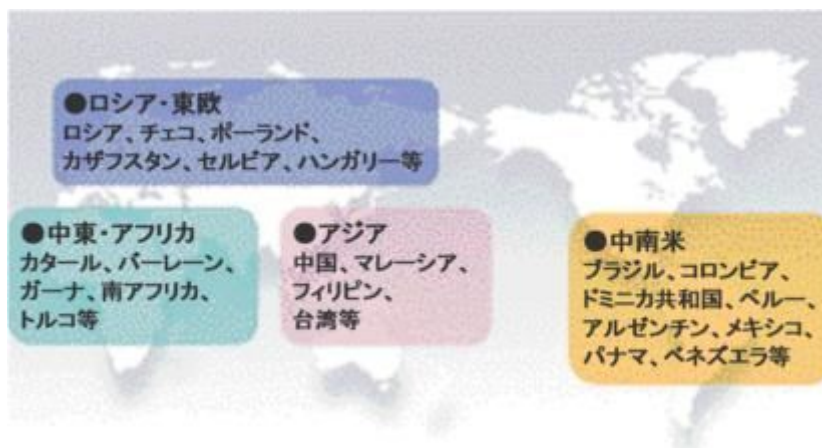 ●ロシア・東欧
ロシア、チェコ、ポーランド、
カザフスタン、セルビア、ハンガリー等
●中東・アフリカ
カタール、バーレーン、
ガーナ、南アフリカ、
トルコ等
●アジア
中国、マレーシア、
フィリピン、
台湾等
●中南米
ブラジル、コロンビア、
ドミニカ共和国、ペルー、
アルゼンチン、メキシコ、
パナマ、ベネズエラ等